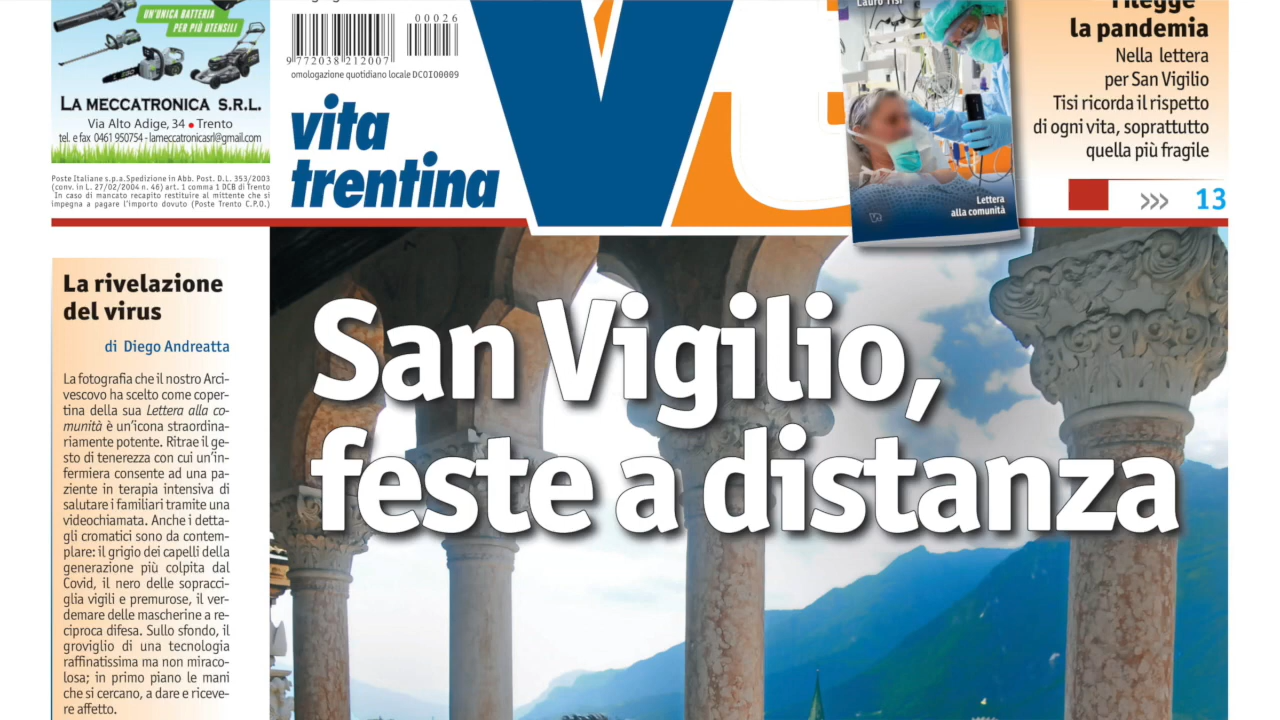 UN'UNICA BATTERIA
PER PIÙ UTENSILI
LA MECCATRONICA S.R.L.
Via Alto Adige, 34 • Trento
tel. e fax 0461 950754 - lameccatronicasrl@gmail.com
Poste Italiane s.p.a. Spedizione in Abb. Post. D.L. 353/2003
(conv. in L. 27/02/2004 n. 46) art. 1 comma 1 DCB di Trento
In caso di mancato recapito restituire al mittente che si
impegna a pagare l'importo dovuto (Poste Trento C.P.O.)
00026
9 772038 212007
omologazione quotidiano locale DCOIO0009
vita
trentina
Vt
Lauro Tisi
Lettera
alla comunità
rilegge
la pandemia
Nella lettera
per San Vigilio
Tisi ricorda il rispetto
di ogni vita, soprattutto
quella più fragile
>>> 13
La rivelazione
del virus
di Diego Andreatta
La fotografia che il nostro Arci-
vescovo ha scelto come coper-
tina della sua Lettera alla co-
munità è un'icona straordina-
riamente potente. Ritrae il ge-
sto di tenerezza con cui un'in-
fermiera consente ad una pa-
ziente in terapia intensiva di
salutare i familiari tramite una
videochiamata. Anche i detta-
gli cromatici sono da contem-
plare: il grigio dei capelli della
generazione più colpita dal
Covid, il nero delle sopracci-
glia vigili e premurose, il ver-
demare delle mascherine a re-
ciproca difesa. Sullo sfondo, il
groviglio di una tecnologia
raffinatissima ma non miraco-
losa; in primo piano le mani
che si cercano, a dare e riceve-
re affetto.
San Vigilio,
feste a distanza